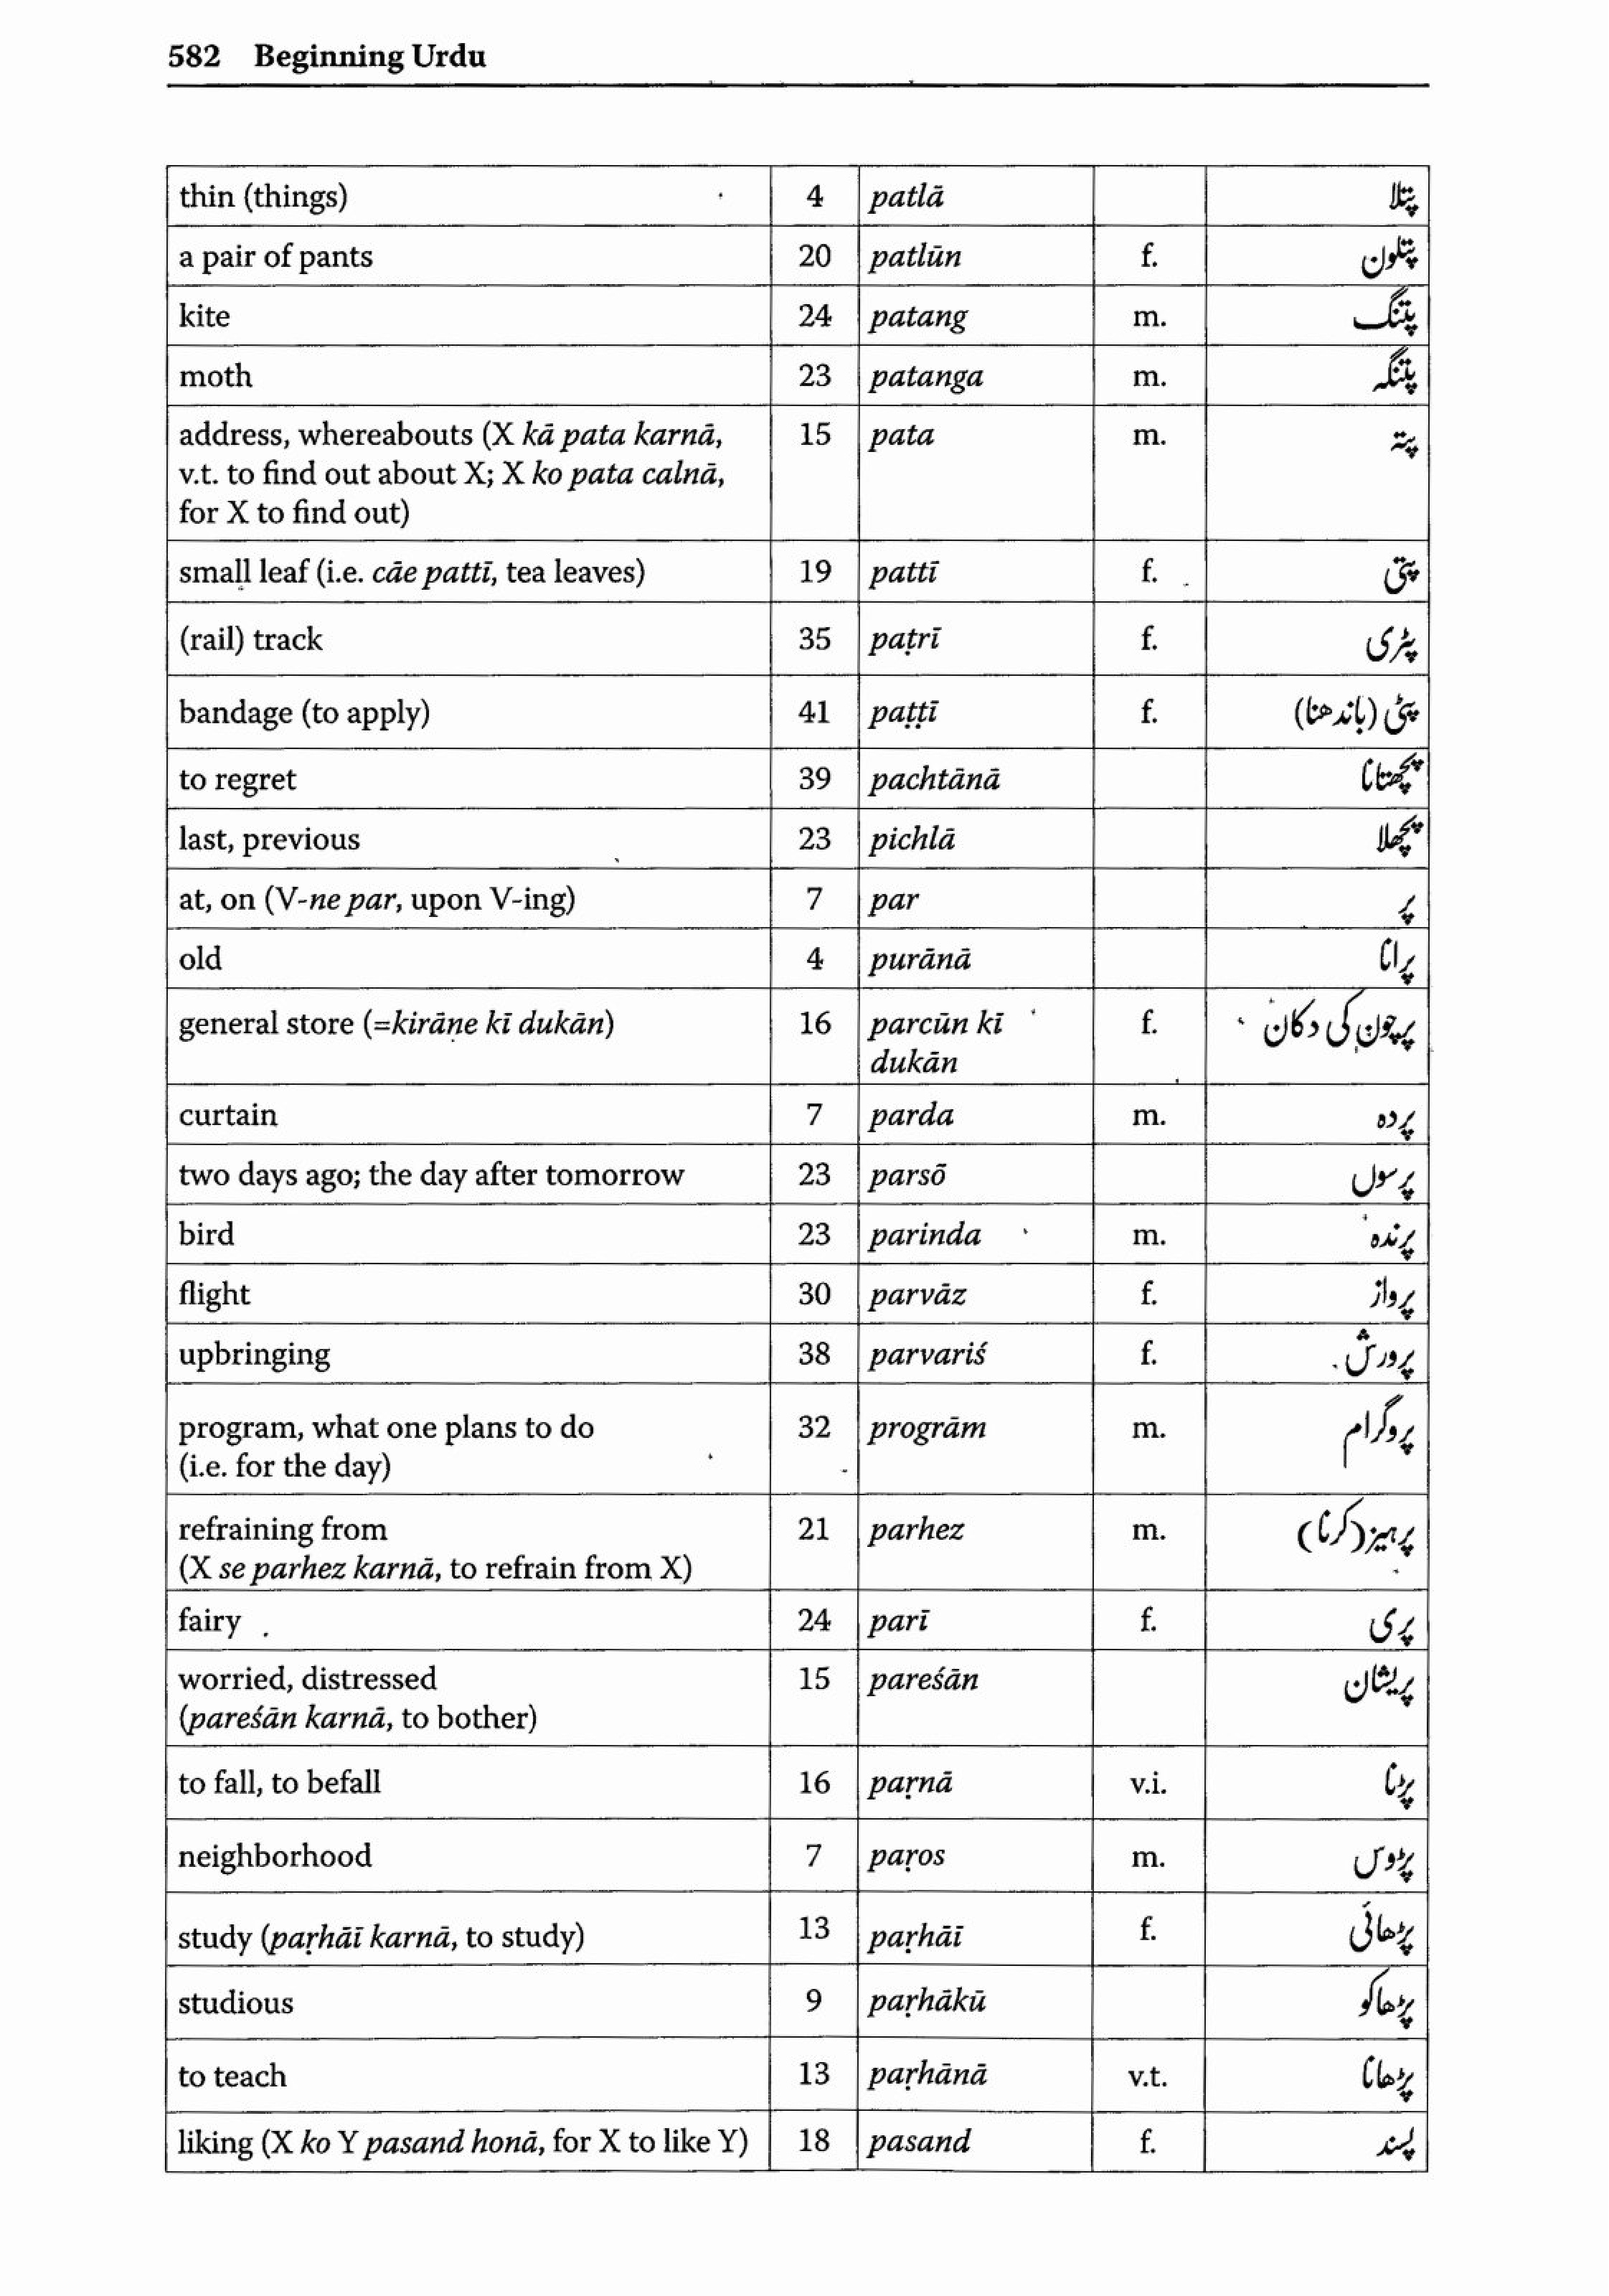 582 Beginning Urdu
thin (things) 4 patlā پتلا
a pair of pants 20 patlūn f. پتلون
kite 24 patang m. پتنگ
moth 23 patanga m. پتنگہ
address, whereabouts (X kā pata karnā, 15 pata m. پتہ
v.t. to find out about X; X ko pata calnā,
for X to find out)
small leaf (i.e. cāe pattī, tea leaves) 19 pattī f. پتی
(rail) track 35 paṭrī f. پٹری
bandage (to apply) 41 paṭṭī f. پٹی (باندھنا)
to regret 39 pachtānā پچھتانا
last, previous 23 pichlā پچھلا
at, on (V-ne par, upon V-ing) 7 par پر
old 4 purānā پرانا
general store (=kirāṇe kī dukān) 16 parcūn kī f. پرچون کی دکان
dukān
curtain 7 parda m. پردہ
two days ago; the day after tomorrow 23 parsõ پرسوں
bird 23 parinda m. پرندہ
flight 30 parvāz f. پرواز
upbringing 38 parvariś f. پرورش
program, what one plans to do 32 progrām m. پروگرام
(i.e. for the day)
refraining from 21 parhez m. پرہیز (کرنا)
(X se parhez karnā, to refrain from X)
fairy 24 parī f. پری
worried, distressed 15 pareśān پریشان
(pareśān karnā, to bother)
to fall, to befall 16 paṛnā v.i. پڑنا
neighborhood 7 paṛos m. پڑوس
study (paṛhāī karnā, to study) 13 paṛhāī f. پڑھائی
studious 9 paṛhākū پڑھاکو
to teach 13 paṛhānā v.t. پڑھانا
liking (X ko Y pasand honā, for X to like Y) 18 pasand f. پسند